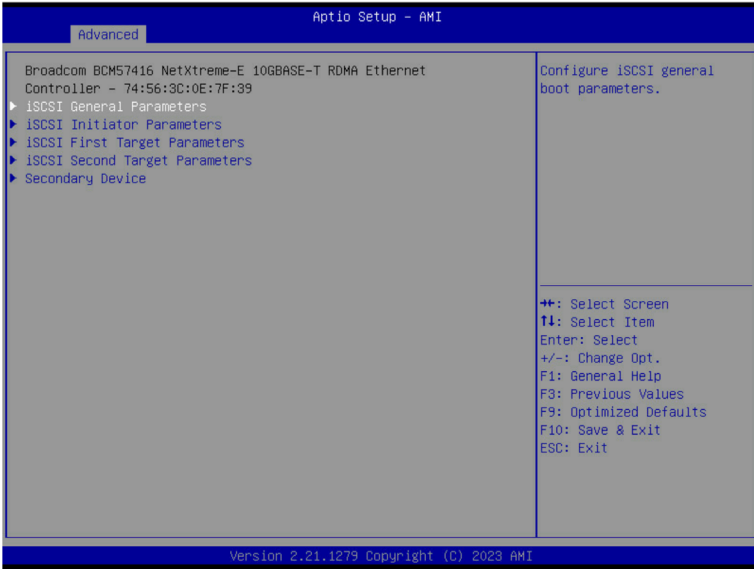 Aptio Setup – AMI
Advanced
Broadcom BCM57416 NetXtreme-E 10GBASE-T RDMA Ethernet
Controller – 74:56:3C:0E:7F:39
▶ iSCSI General Parameters
▶ iSCSI Initiator Parameters
▶ iSCSI First Target Parameters
▶ iSCSI Second Target Parameters
▶ Secondary Device
Configure iSCSI general
boot parameters.
→←: Select Screen
↑↓: Select Item
Enter: Select
+/-: Change Opt.
F1: General Help
F3: Previous Values
F9: Optimized Defaults
F10: Save & Exit
ESC: Exit
Version 2.21.1279 Copyright (C) 2023 AMI